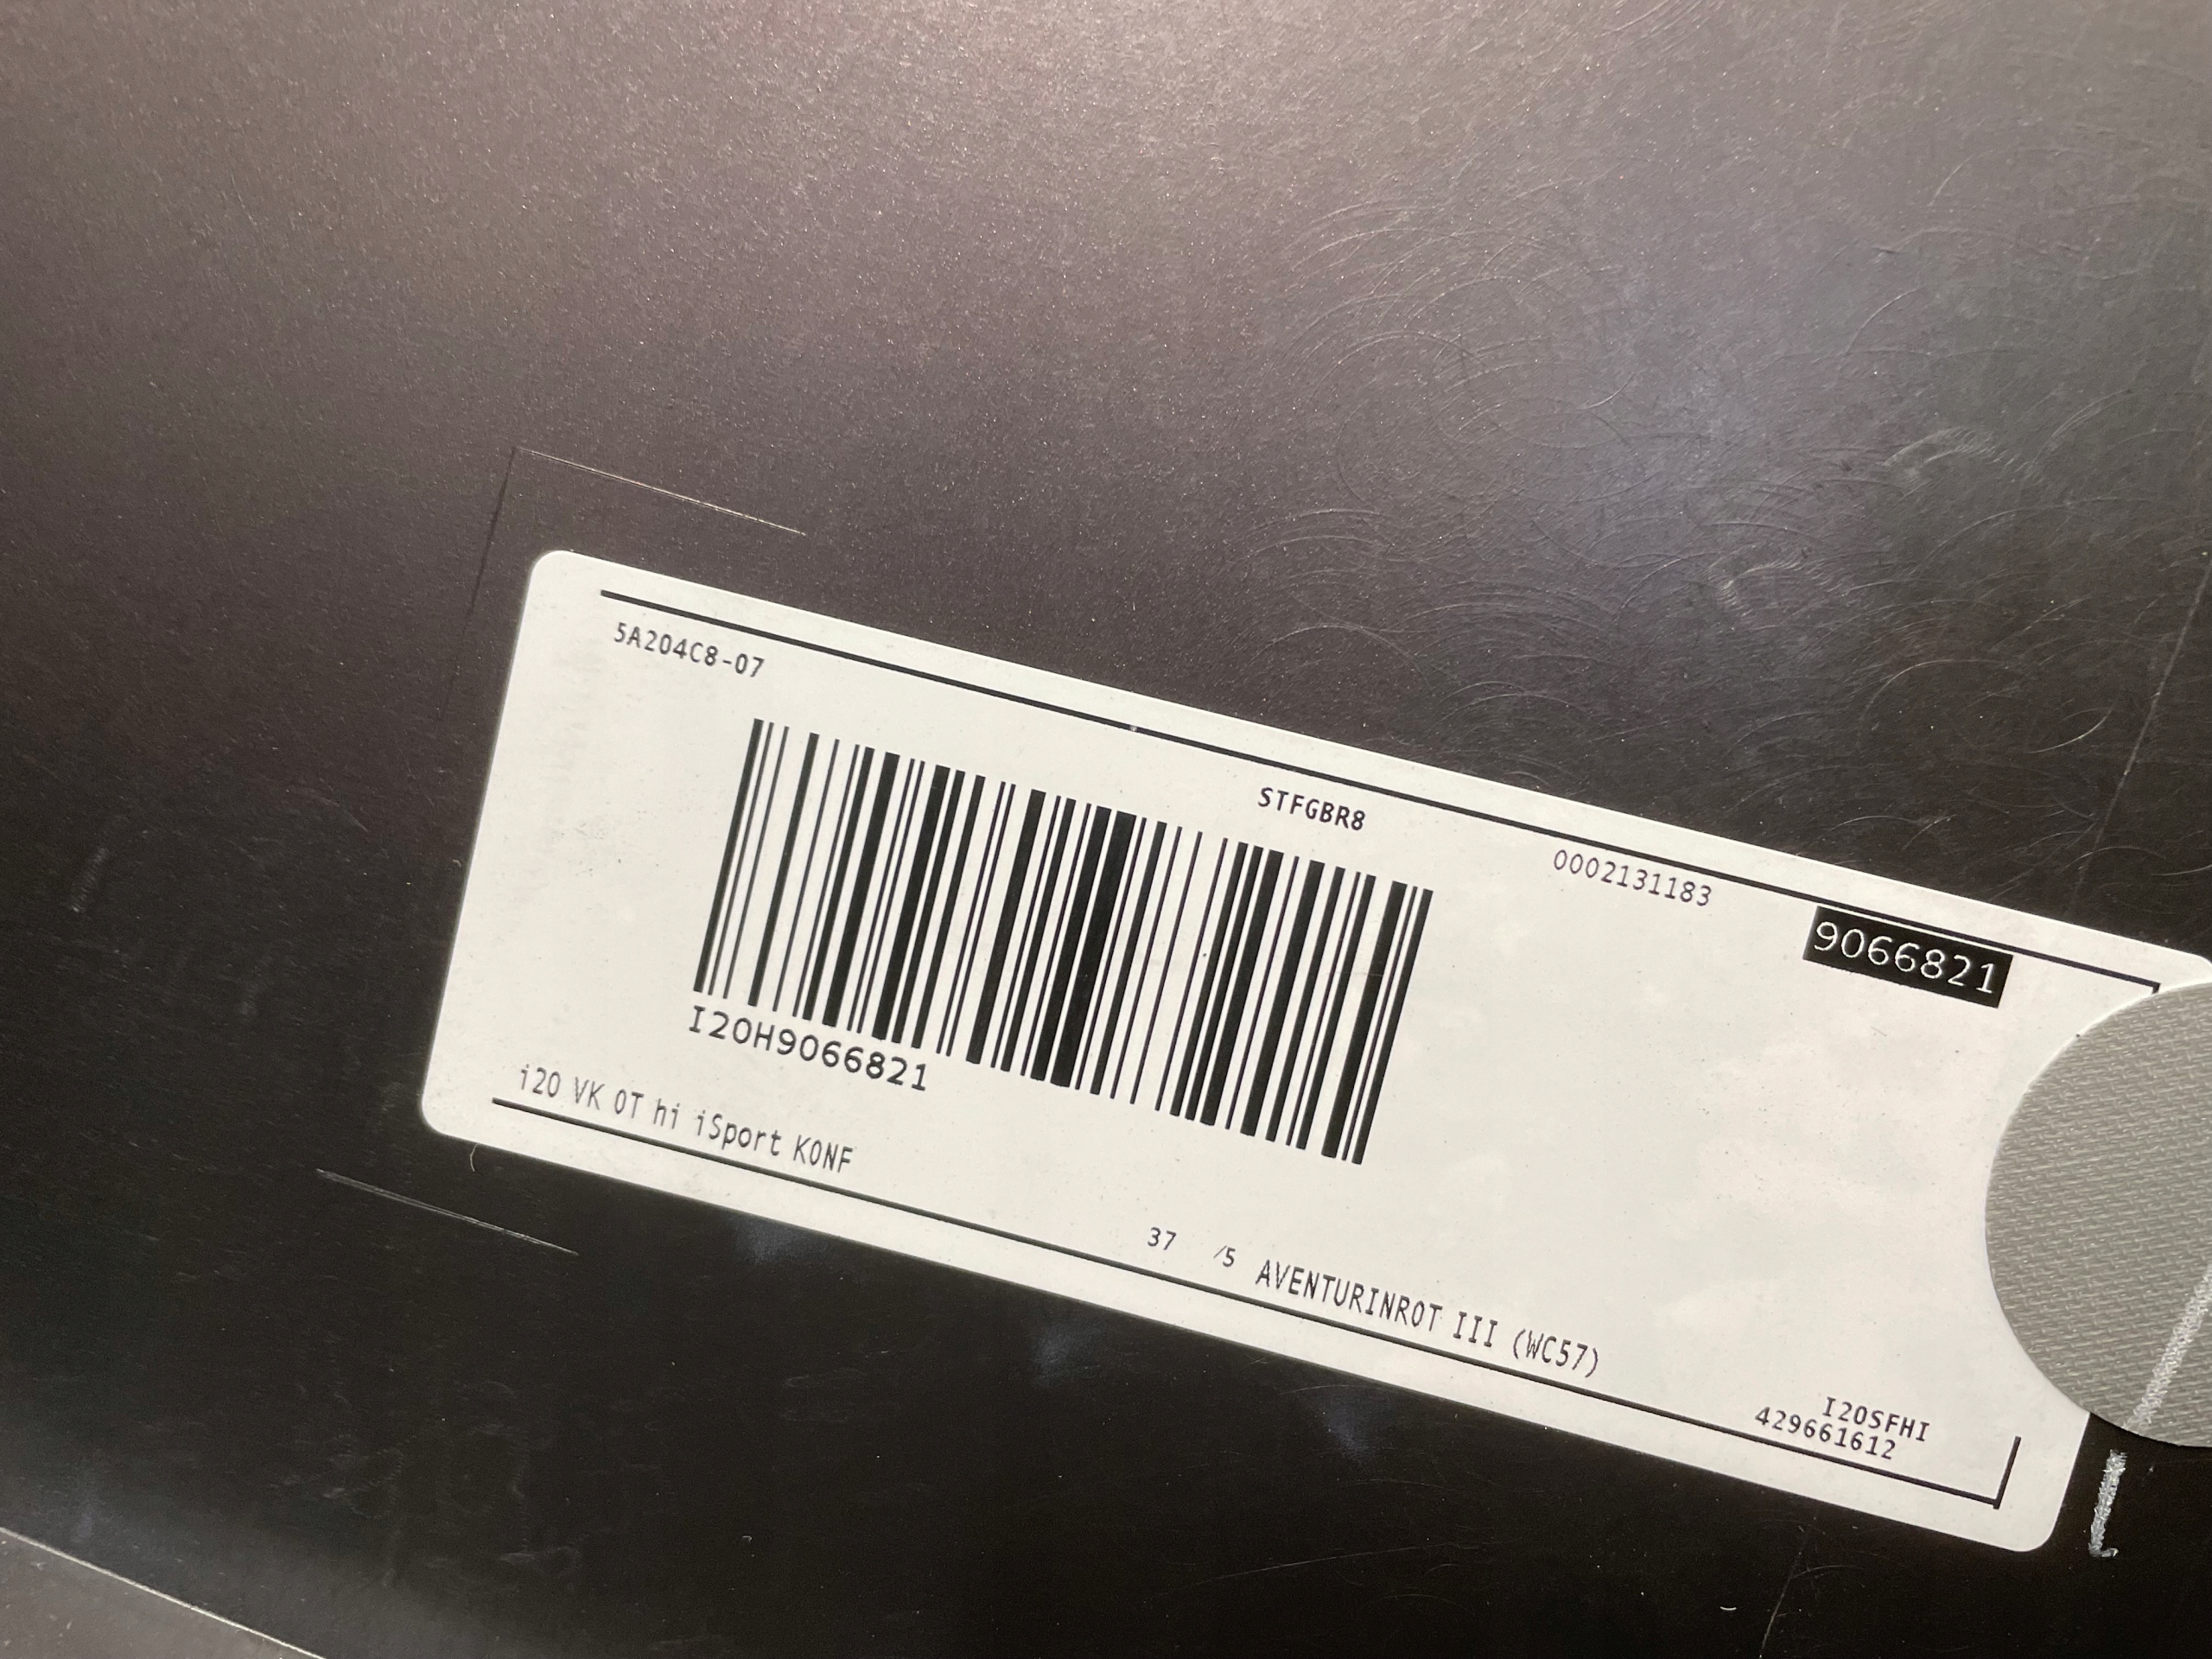 5A204C8-07
STFGBR8
0002131183
9066821
I20H9066821
i20 VK OT hi iSport KONF
37 /5 AVENTURINROT III (WC57)
I20SFHI
429661612